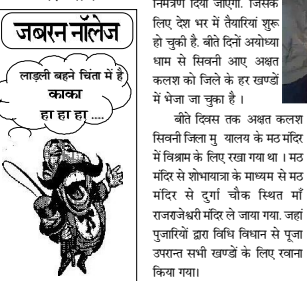 जबरन नॉलेज
लाड़ली बहने चिंता में है
काका
हा हा हा ....
निमंत्रण दिया जाएगा। जिसके
लिए देश भर में तैयारियां शुरू
हो चुकी है। बीते दिनों अयोध्या
धाम से सिवनी आए अक्षत
कलश को जिले के हर खण्डों
में भेजा जा चुका है ।
बीते दिवस तक अक्षत कलश
सिवनी जिला मु यालय के मठ मंदिर
में विश्राम के लिए रखा गया था । मठ
मंदिर से शोभायात्रा के माध्यम से मठ
मंदिर से दुर्गा चौक स्थित माँ
राजराजेश्वरी मंदिर ले जाया गया. जहां
पुजारियों द्वारा विधि विधान से पूजा
उपरान्त सभी खण्डों के लिए रवाना
किया गया।